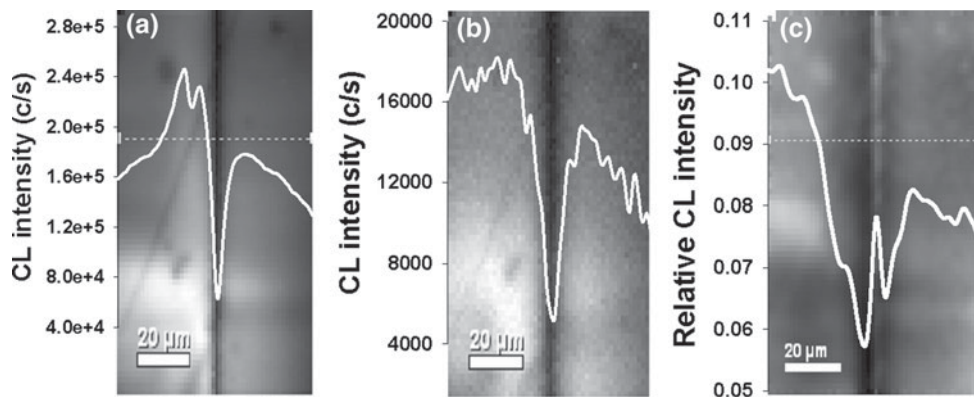 (a)
CL intensity (c/s)
2.8e+5
2.4e+5
2.0e+5
1.6e+5
1.2e+5
8.0e+4
4.0e+4
20 µm
(b)
CL intensity (c/s)
20000
16000
12000
8000
4000
20 µm
(c)
Relative CL intensity
0.11
0.10
0.09
0.08
0.07
0.06
0.05
20 µm